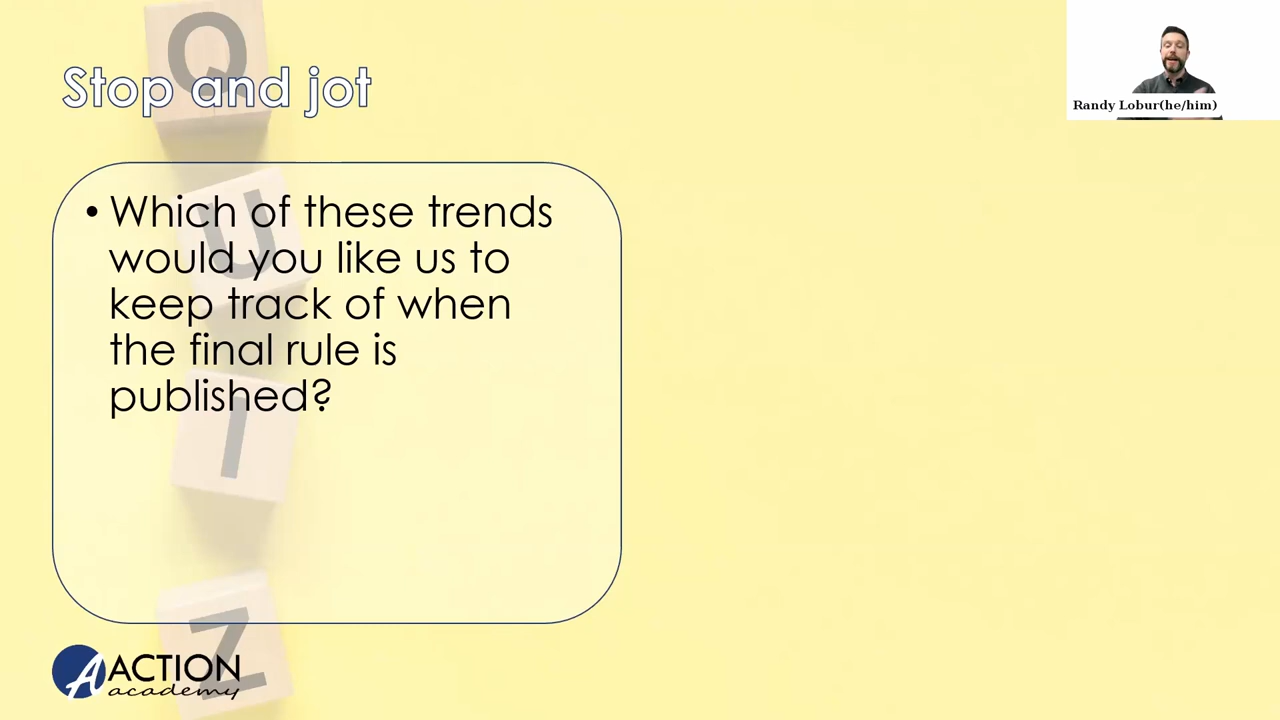 Q
Stop and jot
Randy Lobur(he/him)
U
• Which of these trends
would you like us to
keep track of when
the final rule is
published?
I
Z
A ACTION
academy